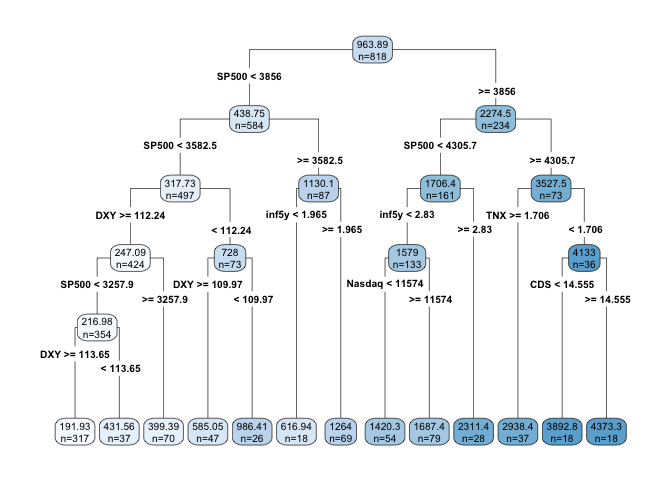 963.89
n=818
SP500 < 3856
>= 3856
438.75
n=584
2274.5
n=234
SP500 < 3582.5
>= 3582.5
SP500 < 4305.7
>= 4305.7
317.73
n=497
1130.1
n=87
1706.4
n=161
3527.5
n=73
DXY >= 112.24
< 112.24
inf5y < 1.965
>= 1.965
inf5y < 2.83
>= 2.83
TNX >= 1.706
< 1.706
247.09
n=424
728
n=73
1579
n=133
4133
n=36
SP500 < 3257.9
>= 3257.9
DXY >= 109.97
< 109.97
Nasdaq < 11574
>= 11574
CDS < 14.555
>= 14.555
216.98
n=354
DXY >= 113.65
< 113.65
191.93
n=317
431.56
n=37
399.39
n=70
585.05
n=47
986.41
n=26
616.94
n=18
1264
n=69
1420.3
n=54
1687.4
n=79
2311.4
n=28
2938.4
n=37
3892.8
n=18
4373.3
n=18